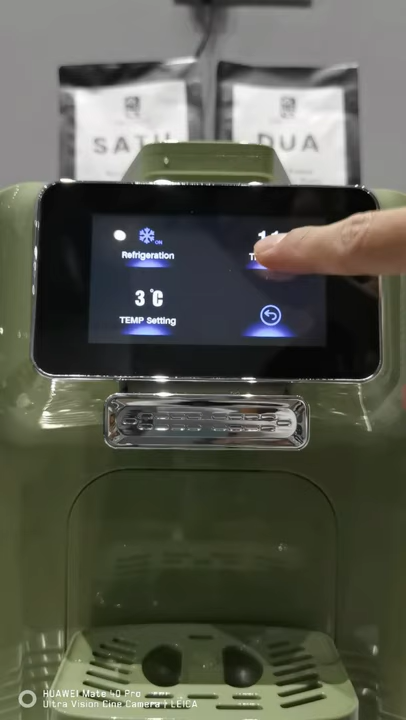 SATU
DUA
ON
Refrigeration
3°C
TEMP Setting
HUAWEI Mate 40 Pro
Ultra Vision Cine Camera | LEICA